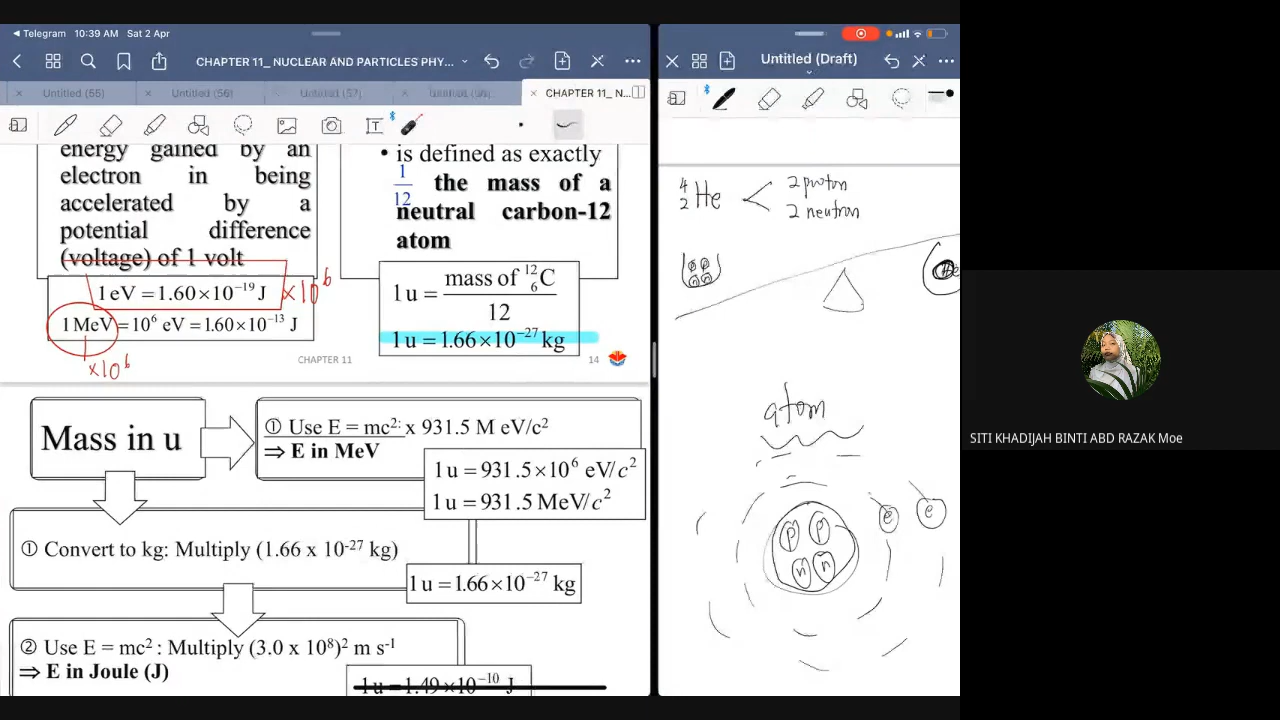 Telegram 10:39 AM Sat 2 Apr
CHAPTER 11_ NUCLEAR AND PARTICLES PHY...
Untitled (55)
Untitled (56)
Untitled (57)
CHAPTER 11_ N...
energy gained by an
electron in being
accelerated by a
potential difference
(voltage) of 1 volt
1 eV = 1.60×10⁻¹⁹ J ×10⁶
1 MeV = 10⁶ eV = 1.60×10⁻¹³ J
×10⁶
• is defined as exactly
1/12 the mass of a
neutral carbon-12
atom
1 u = mass of ¹²₆C / 12
1 u = 1.66×10⁻²⁷ kg
CHAPTER 11
14
Mass in u
① Use E = mc²: x 931.5 M eV/c²
⇒ E in MeV
1 u = 931.5×10⁶ eV/c²
1 u = 931.5 MeV/c²
① Convert to kg: Multiply (1.66 x 10⁻²⁷ kg)
1 u = 1.66×10⁻²⁷ kg
② Use E = mc² : Multiply (3.0 x 10⁸)² m s⁻¹
⇒ E in Joule (J)
1 u = 1.49×10⁻¹⁰ J
Untitled (Draft)
⁴₂He < 2 proton
2 neutron
atom
p p
n n
e e
SITI KHADIJAH BINTI ABD RAZAK Moe